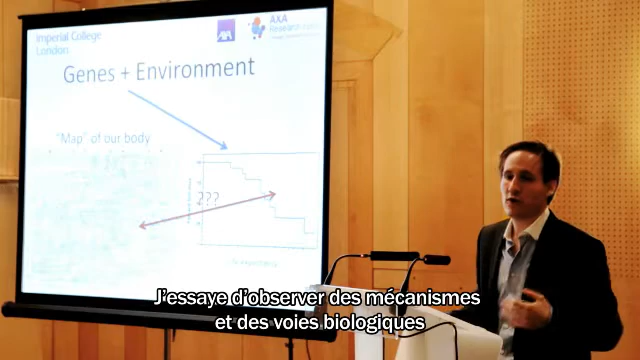 Imperial College
London
AXA
AXA
Research
Genes + Environment
"Map" of our body
???
J'essaye d'observer des mécanismes
et des voies biologiques